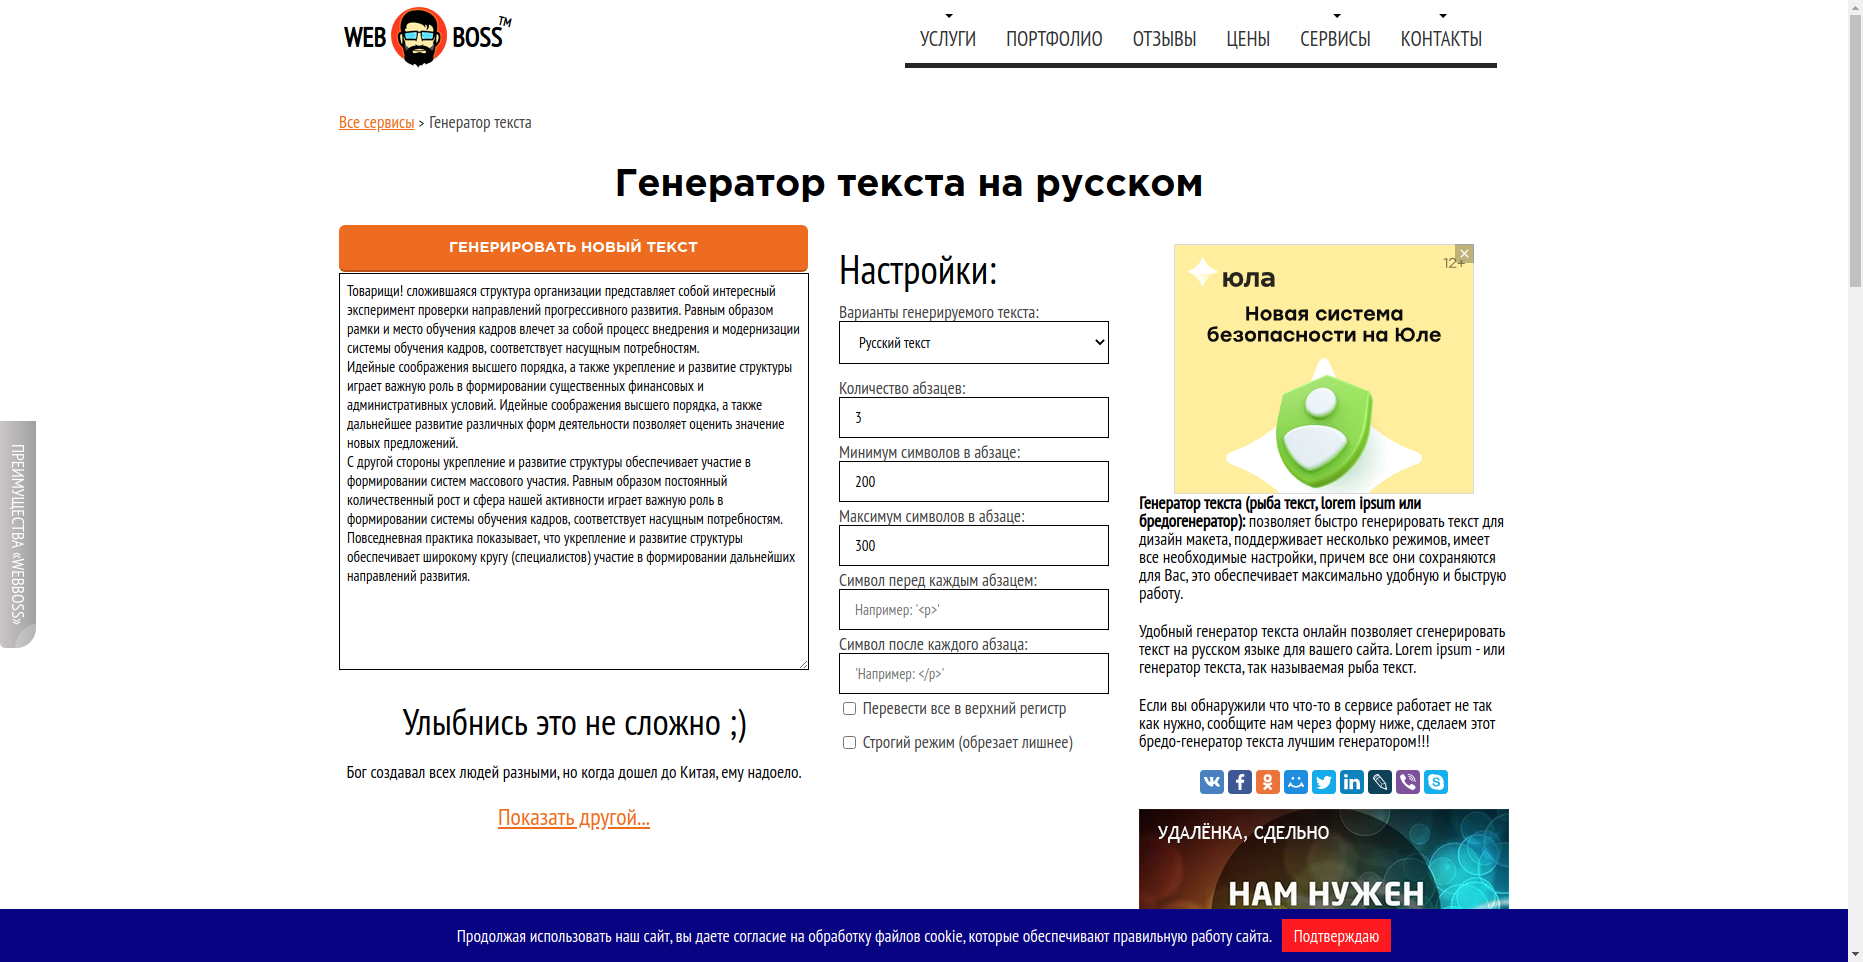 WEB BOSS™
УСЛУГИ ПОРТФОЛИО ОТЗЫВЫ ЦЕНЫ СЕРВИСЫ КОНТАКТЫ
Все сервисы > Генератор текста
Генератор текста на русском
ГЕНЕРИРОВАТЬ НОВЫЙ ТЕКСТ
Товарищи! сложившаяся структура организации представляет собой интересный
эксперимент проверки направлений прогрессивного развития. Равным образом
рамки и место обучения кадров влечет за собой процесс внедрения и модернизации
системы обучения кадров, соответствует насущным потребностям.
Идейные соображения высшего порядка, а также укрепление и развитие структуры
играет важную роль в формировании существенных финансовых и
административных условий. Идейные соображения высшего порядка, а также
дальнейшее развитие различных форм деятельности позволяет оценить значение
новых предложений.
С другой стороны укрепление и развитие структуры обеспечивает участие в
формировании систем массового участия. Равным образом постоянный
количественный рост и сфера нашей активности играет важную роль в
формировании системы обучения кадров, соответствует насущным потребностям.
Повседневная практика показывает, что укрепление и развитие структуры
обеспечивает широкому кругу (специалистов) участие в формировании дальнейших
направлений развития.
Улыбнись это не сложно ;)
Бог создавал всех людей разными, но когда дошел до Китая, ему надоело.
Показать другой...
Настройки:
Варианты генерируемого текста:
Русский текст
Количество абзацев:
3
Минимум символов в абзаце:
200
Максимум символов в абзаце:
300
Символ перед каждым абзацем:
Например: '<p>'
Символ после каждого абзаца:
'Например: </p>'
Перевести все в верхний регистр
Строгий режим (обрезает лишнее)
12+
юла
Новая система
безопасности на Юле
Генератор текста (рыба текст, lorem ipsum или
бредогенератор): позволяет быстро генерировать текст для
дизайн макета, поддерживает несколько режимов, имеет
все необходимые настройки, причем все они сохраняются
для Вас, это обеспечивает максимально удобную и быструю
работу.
Удобный генератор текста онлайн позволяет сгенерировать
текст на русском языке для вашего сайта. Lorem ipsum - или
генератор текста, так называемая рыба текст.
Если вы обнаружили что что-то в сервисе работает не так
как нужно, сообщите нам через форму ниже, сделаем этот
бредо-генератор текста лучшим генератором!!!
УДАЛЁНКА, СДЕЛЬНО
НАМ НУЖЕН
ПРЕИМУЩЕСТВА «WEBBOSS»
Продолжая использовать наш сайт, вы даете согласие на обработку файлов cookie, которые обеспечивают правильную работу сайта. Подтверждаю